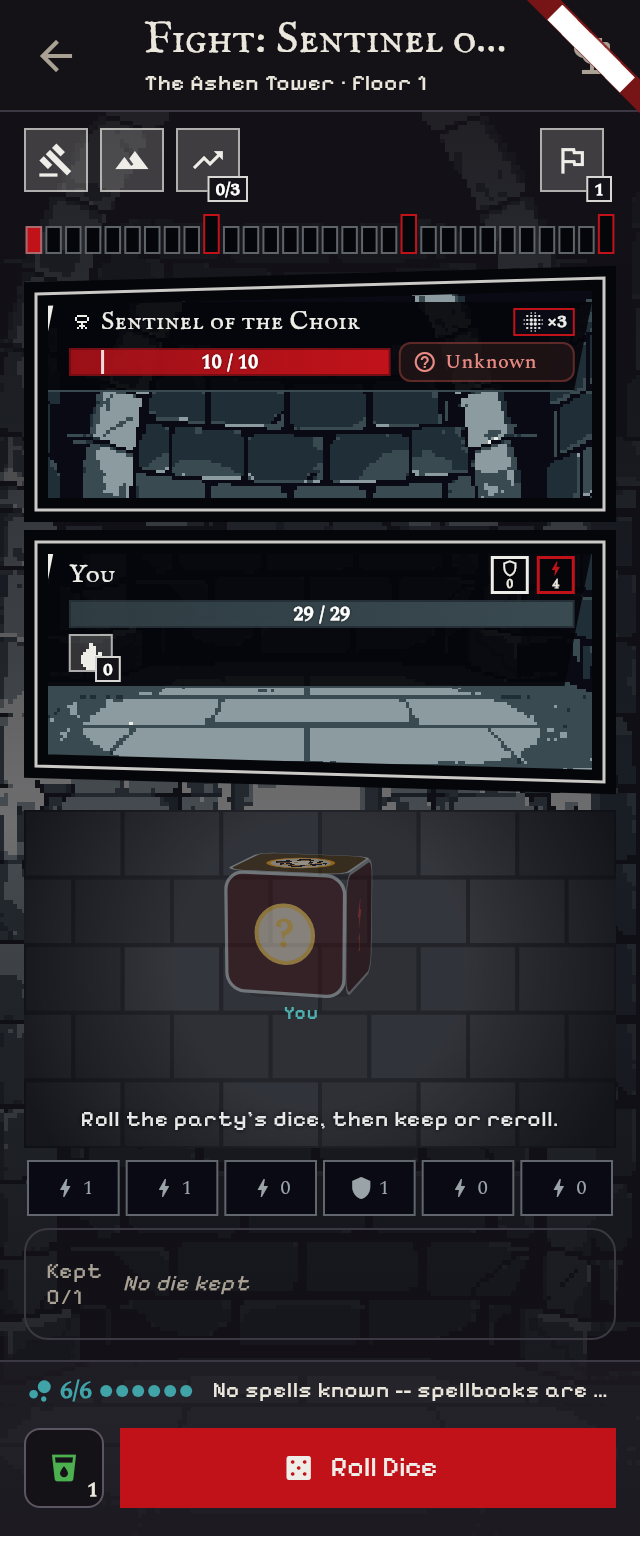 Fight: Sentinel o...
The Ashen Tower · Floor 1
0/3
1
Sentinel of the Choir
×3
10 / 10
? Unknown
You
0
4
29 / 29
0
?
You
Roll the party's dice, then keep or reroll.
1
1
0
1
0
0
Kept
0/1
No die kept
6/6
No spells known -- spellbooks are ...
1
Roll Dice